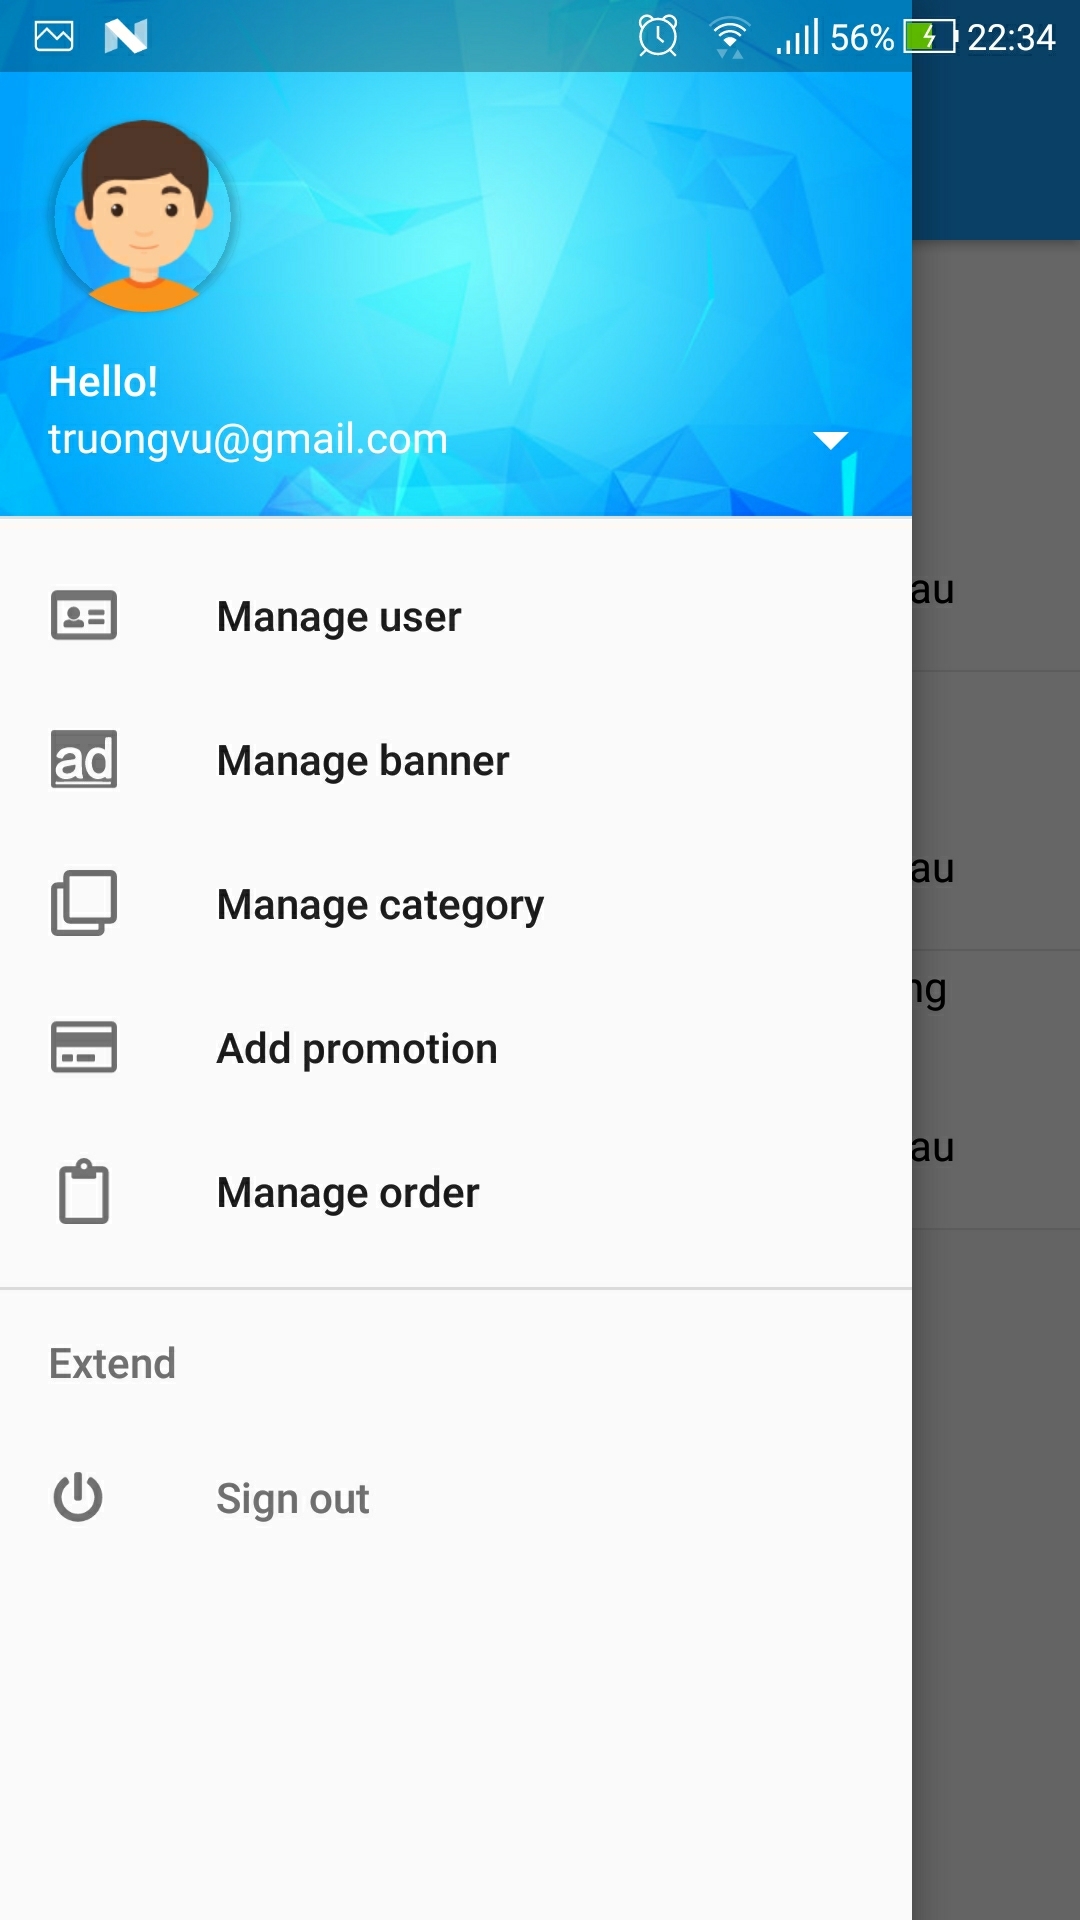 56% 22:34
Hello!
truongvu@gmail.com
Manage user
ad Manage banner
Manage category
Add promotion
Manage order
Extend
Sign out
au
au
ng
au